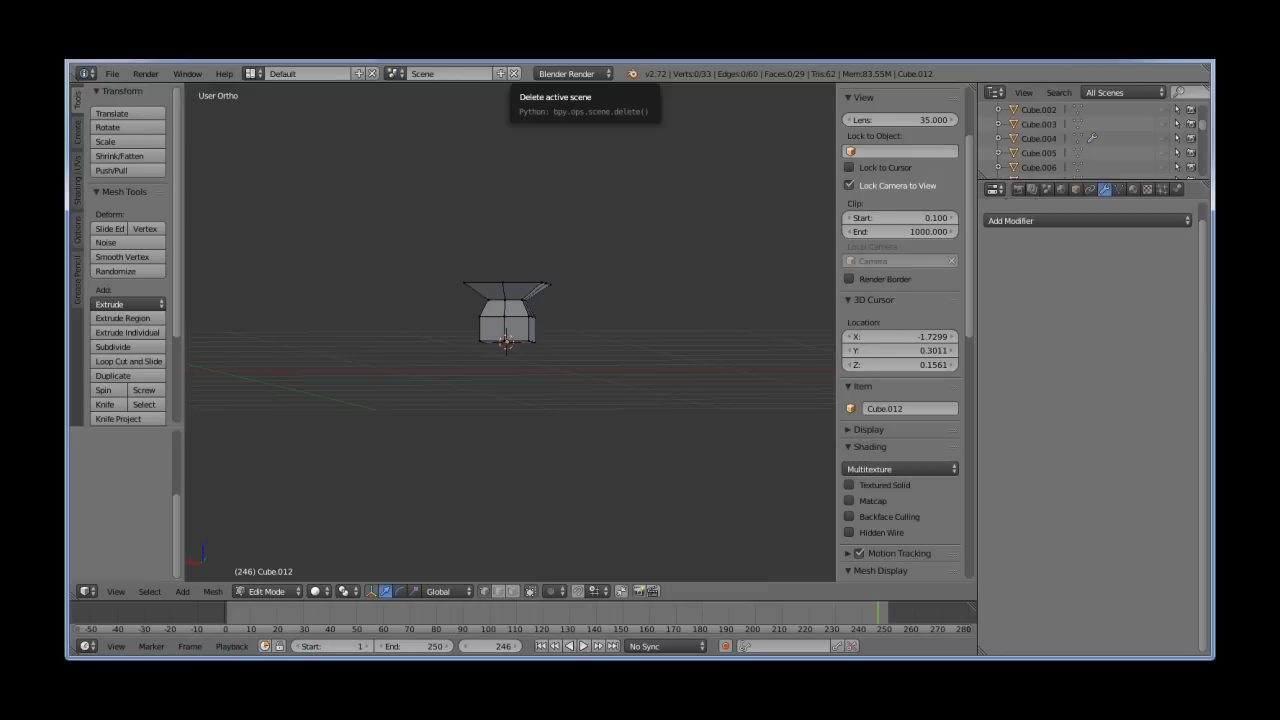 File Render Window Help Default Scene Blender Render v2.72 | Verts:0/33 | Edges:0/60 | Faces:0/29 | Tris:62 | Mem:83.55M | Cube.012
Delete active scene
Python: bpy.ops.scene.delete()
Tools
Create
Shading / UVs
Options
Grease Pencil
Transform
Translate
Rotate
Scale
Shrink/Fatten
Push/Pull
Mesh Tools
Deform:
Slide Ed Vertex
Noise
Smooth Vertex
Randomize
Add:
Extrude
Extrude Region
Extrude Individual
Subdivide
Loop Cut and Slide
Duplicate
Spin Screw
Knife Select
Knife Project
User Ortho
(246) Cube.012
View
Lens: 35.000
Lock to Object:
Lock to Cursor
Lock Camera to View
Clip:
Start: 0.100
End: 1000.000
Local Camera
Camera
Render Border
3D Cursor
Location:
X: -1.7299
Y: 0.3011
Z: 0.1561
Item
Cube.012
Display
Shading
Multitexture
Textured Solid
Matcap
Backface Culling
Hidden Wire
Motion Tracking
Mesh Display
View Search All Scenes
Cube.002
Cube.003
Cube.004
Cube.005
Cube.006
Add Modifier
View Select Add Mesh Edit Mode Global
-50 -40 -30 -20 -10 0 10 20 30 40 50 60 70 80 90 100 110 120 130 140 150 160 170 180 190 200 210 220 230 240 250 260 270 280
View Marker Frame Playback Start: 1 End: 250 246 No Sync